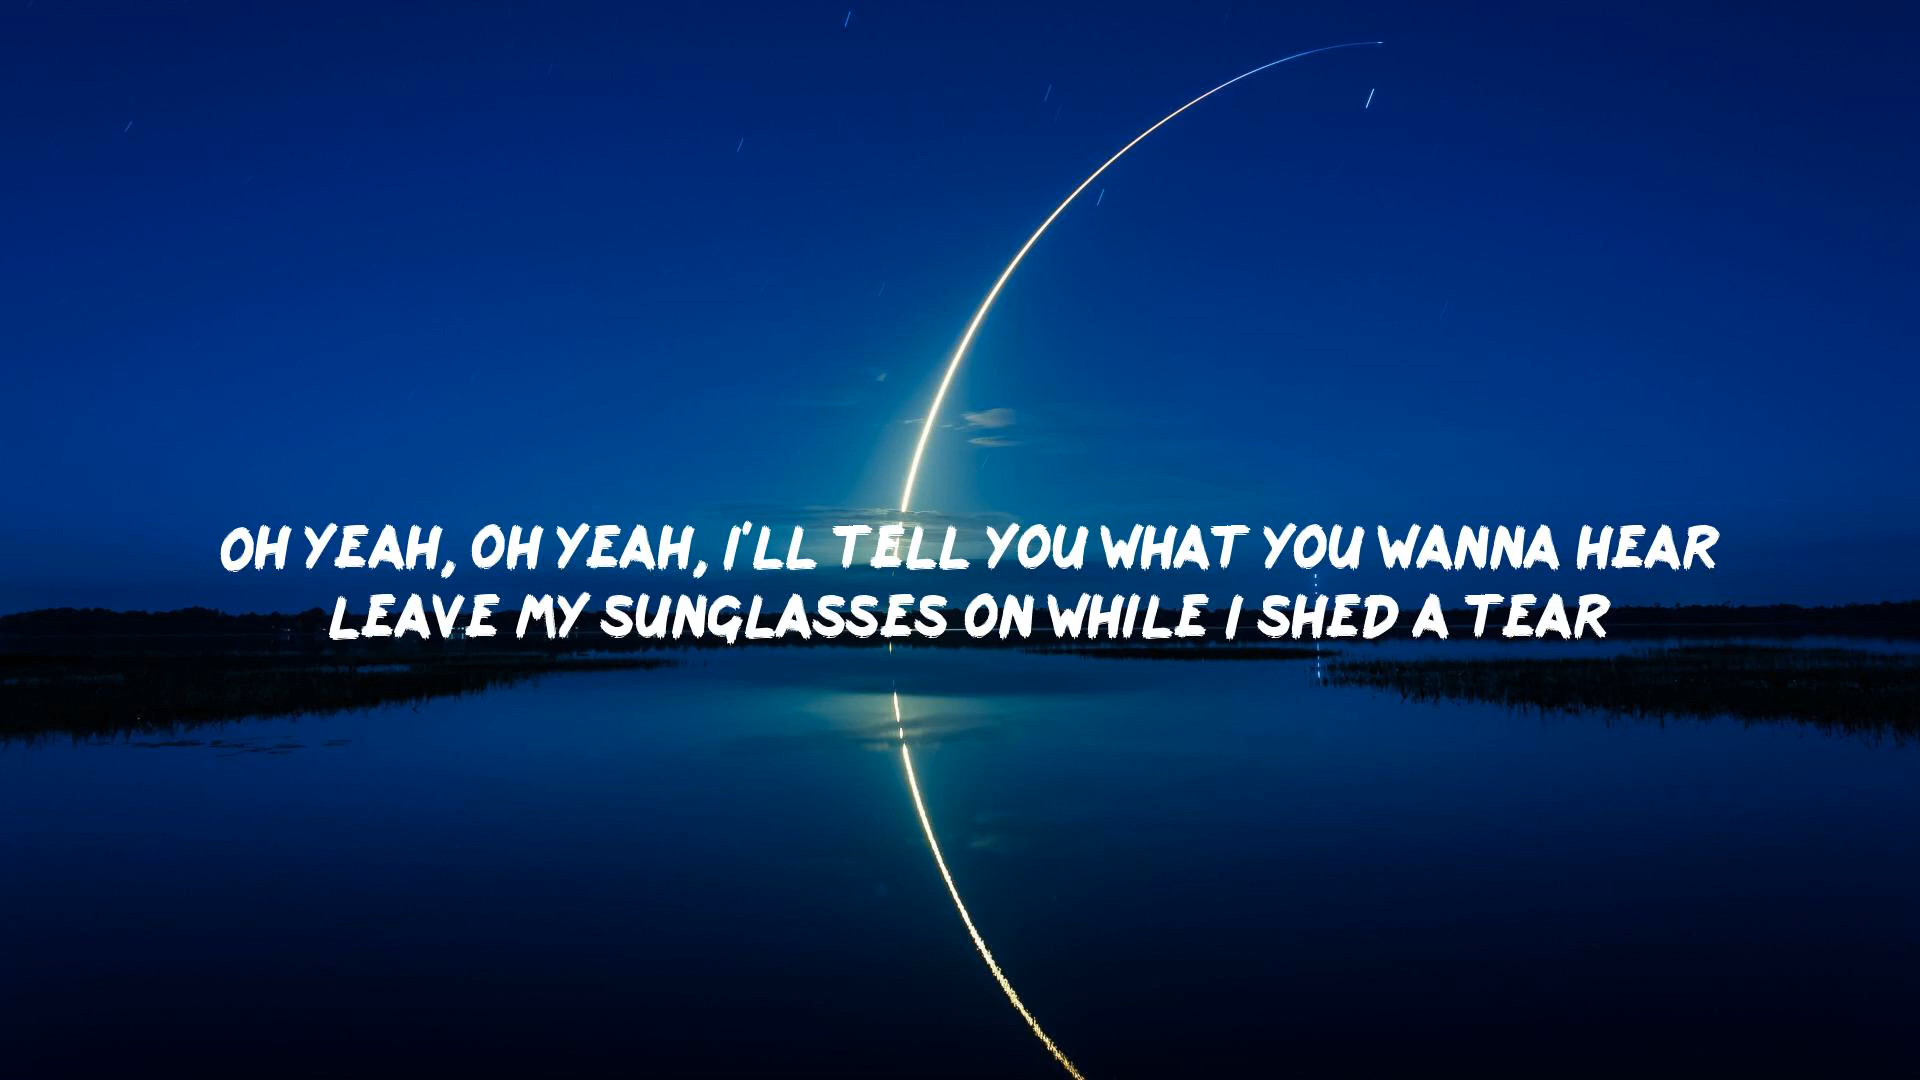 OH YEAH, OH YEAH, I'LL TELL YOU WHAT YOU WANNA HEAR
LEAVE MY SUNGLASSES ON WHILE I SHED A TEAR